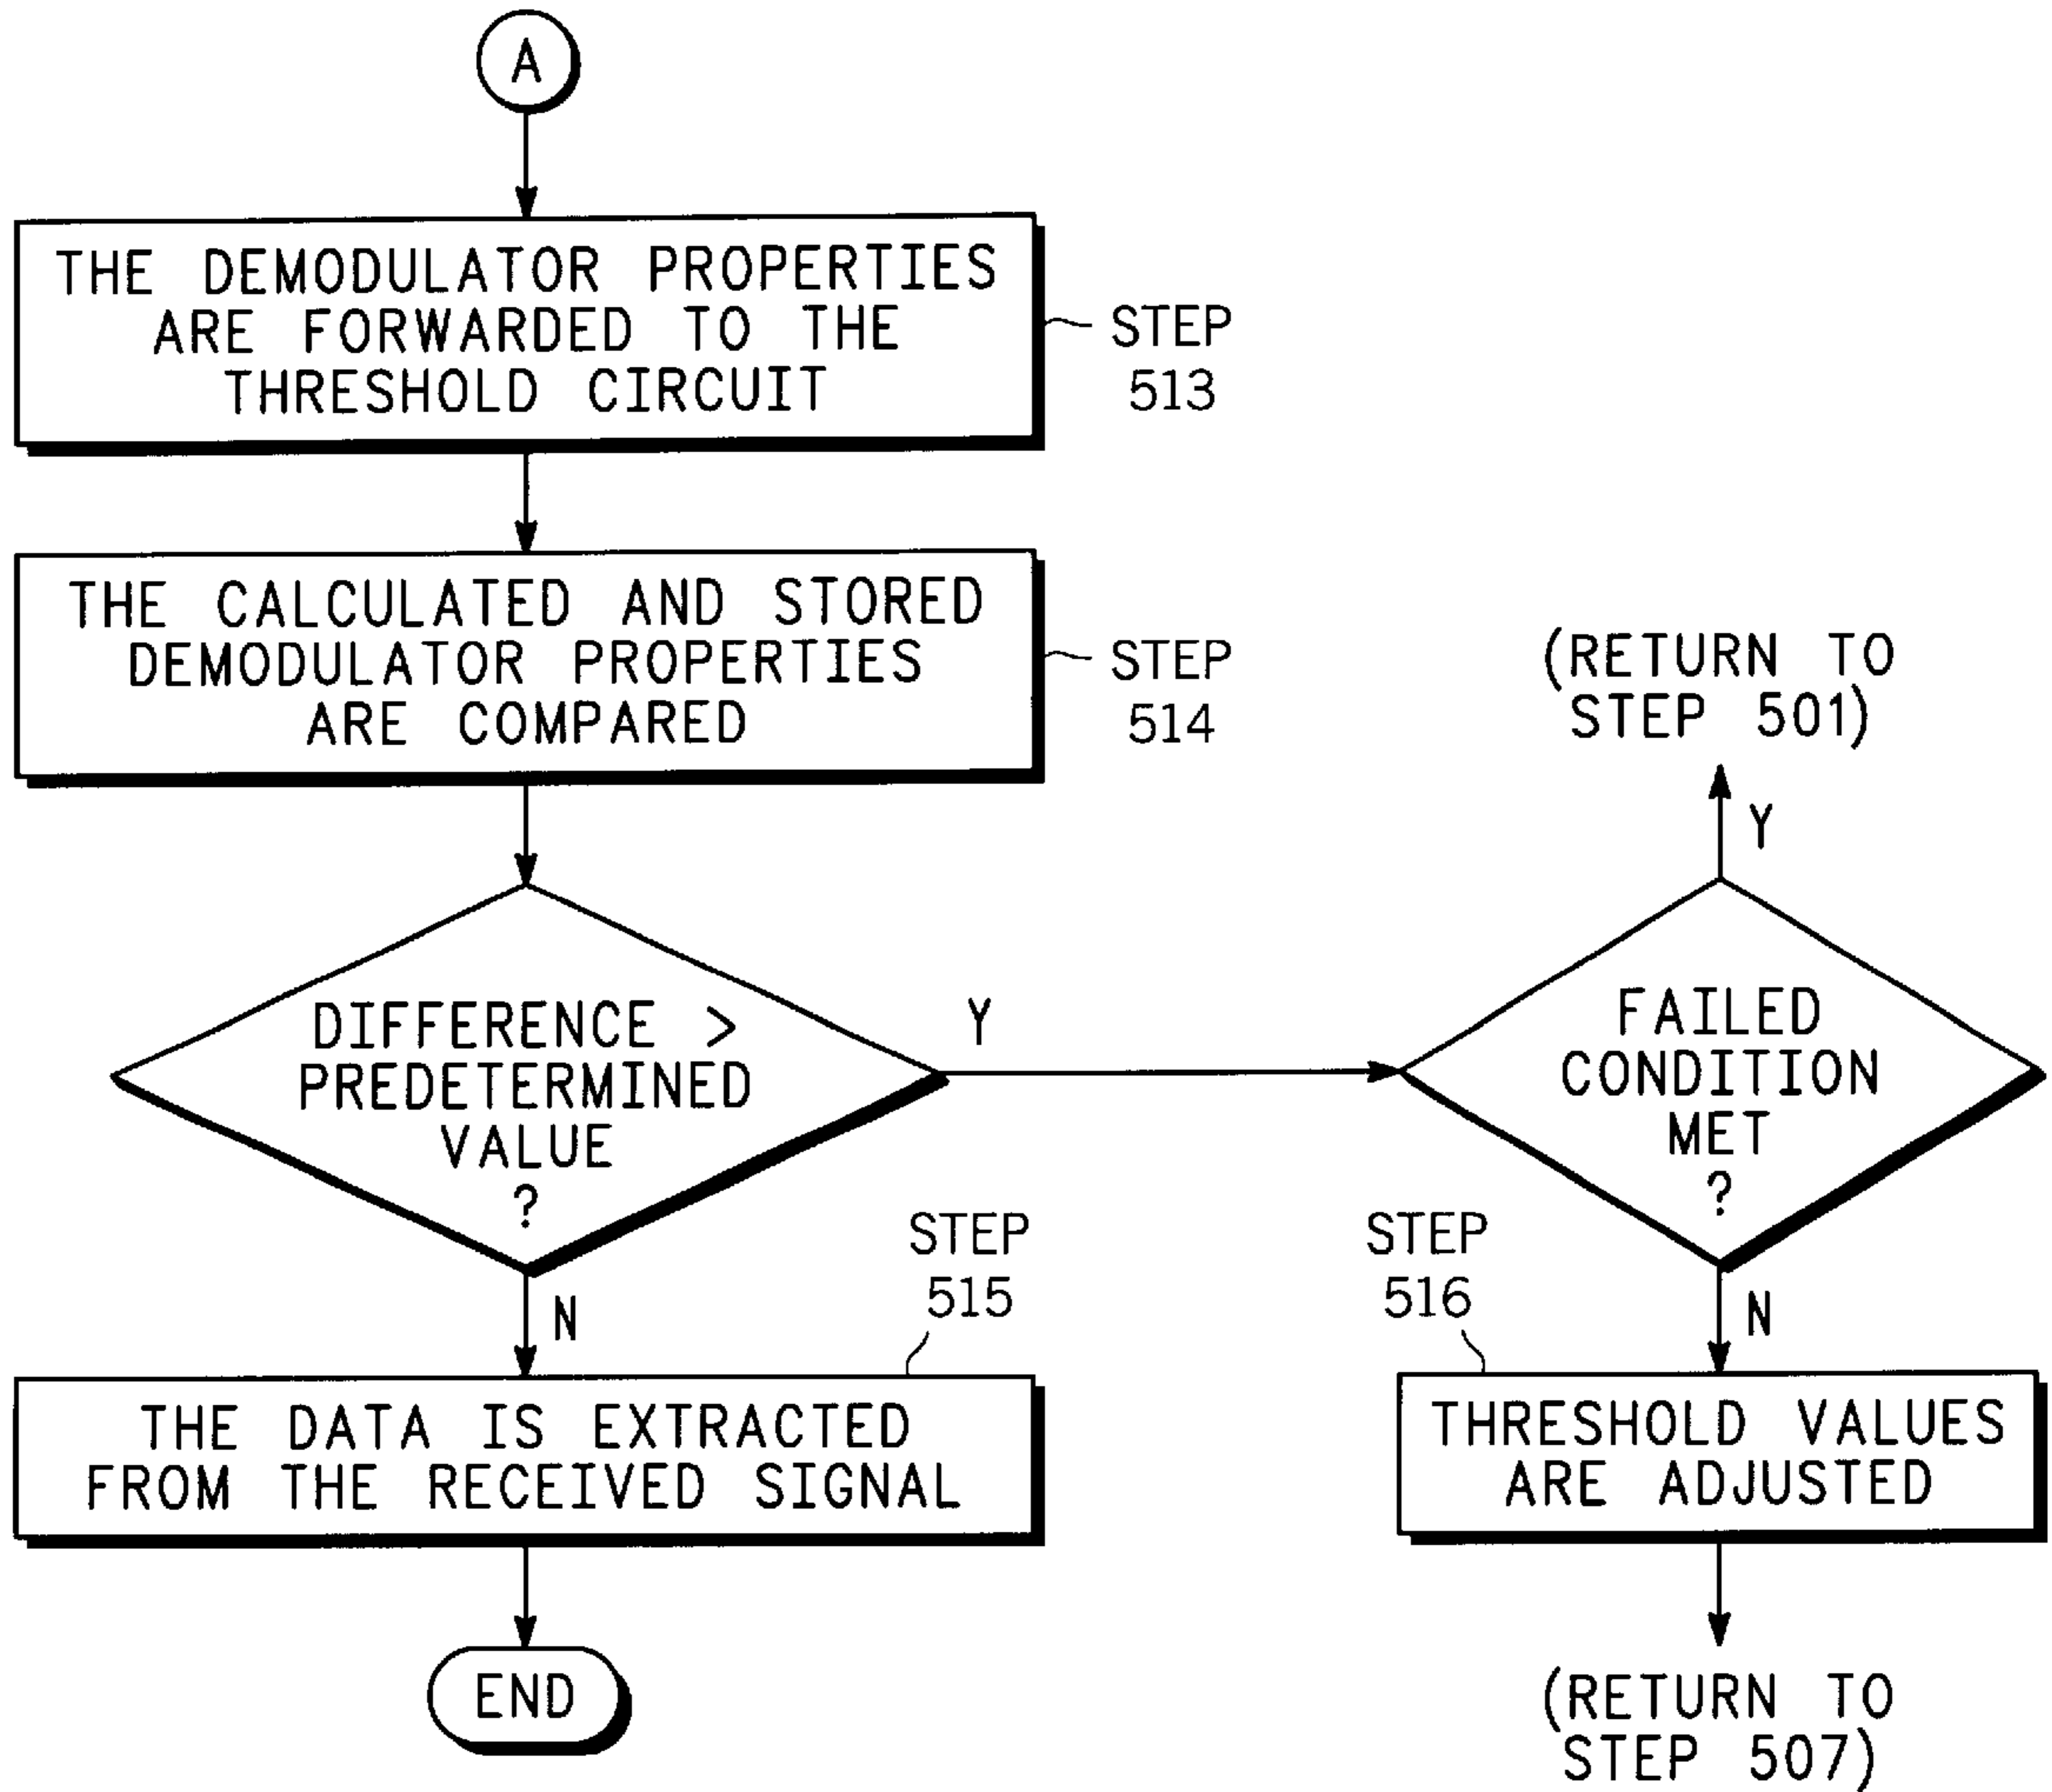 A
THE DEMODULATOR PROPERTIES
ARE FORWARDED TO THE
THRESHOLD CIRCUIT
STEP
513
THE CALCULATED AND STORED
DEMODULATOR PROPERTIES
ARE COMPARED
STEP
514
(RETURN TO
STEP 501)
Y
DIFFERENCE >
PREDETERMINED
VALUE
?
Y
FAILED
CONDITION
MET
?
N
STEP
515
STEP
516
N
THE DATA IS EXTRACTED
FROM THE RECEIVED SIGNAL
THRESHOLD VALUES
ARE ADJUSTED
END
(RETURN TO
STEP 507)